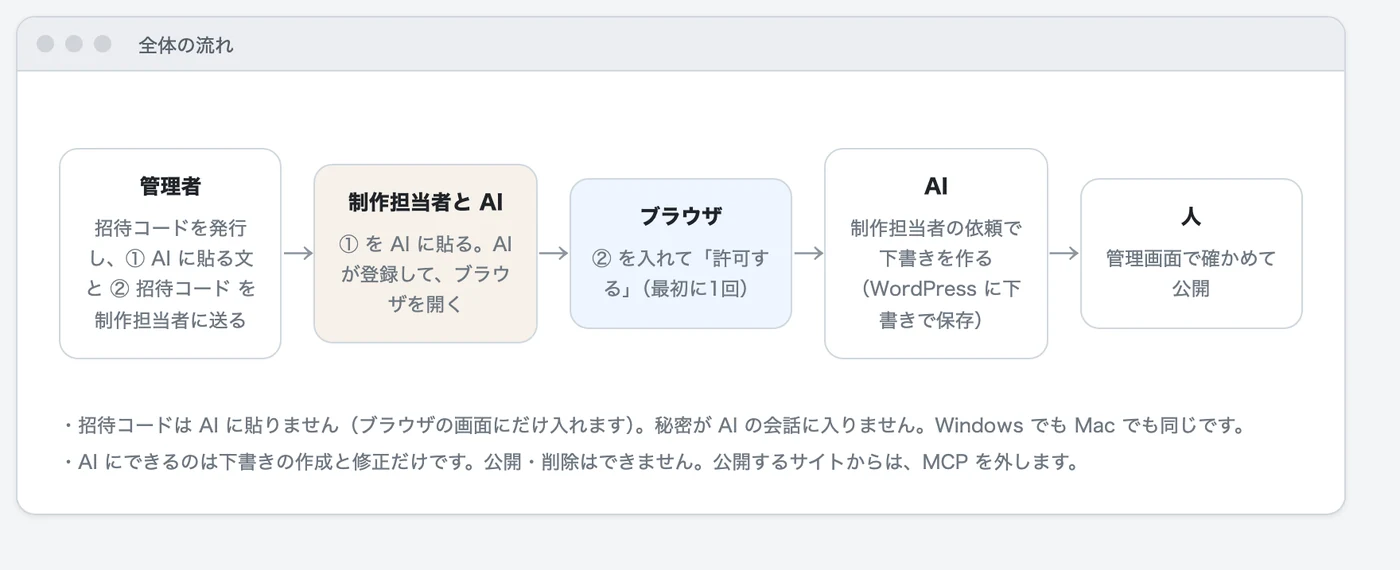 全体の流れ
管理者
招待コードを発行
し、① AI に貼る文
と ② 招待コード を
制作担当者に送る
制作担当者と AI
① を AI に貼る。AI
が登録して、ブラウ
ザを開く
ブラウザ
② を入れて「許可す
る」（最初に1回）
AI
制作担当者の依頼で
下書きを作る
（WordPress に下
書きで保存）
人
管理画面で確かめて
公開
・招待コードは AI に貼りません（ブラウザの画面にだけ入れます）。秘密が AI の会話に入りません。Windows でも Mac でも同じです。
・AI にできるのは下書きの作成と修正だけです。公開・削除はできません。公開するサイトからは、MCP を外します。